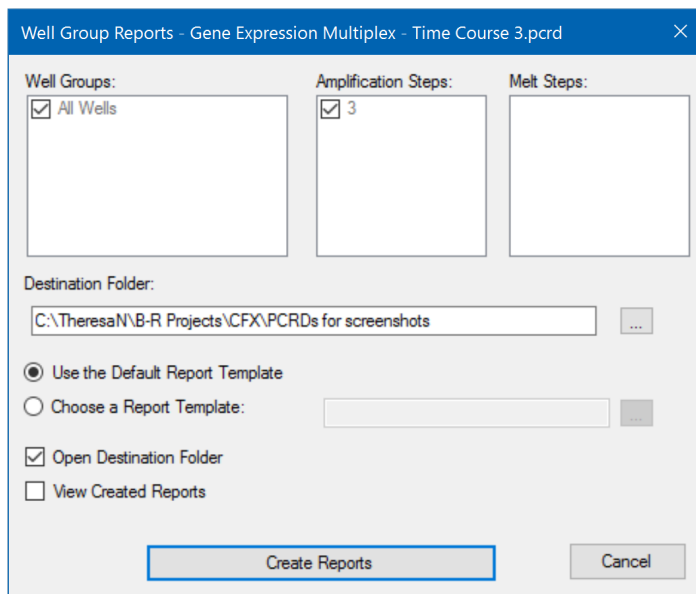 Well Group Reports - Gene Expression Multiplex - Time Course 3.pcrd
Well Groups:
Amplification Steps:
Melt Steps:
All Wells
3
Destination Folder:
C:\TheresaN\B-R Projects\CFX\PCRDs for screenshots
...
Use the Default Report Template
Choose a Report Template:
...
Open Destination Folder
View Created Reports
Create Reports
Cancel